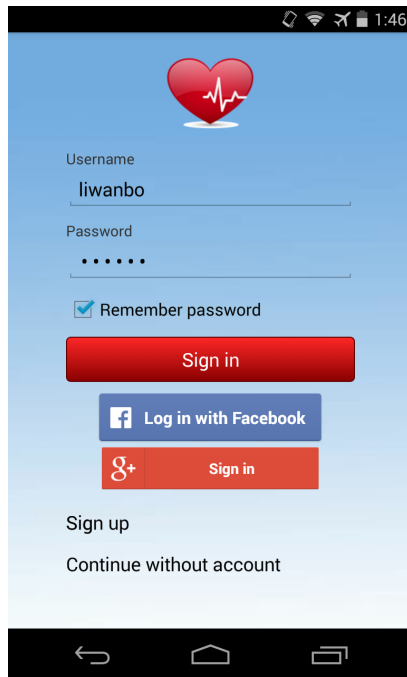 1:46
Username
liwanbo
Password
••••••
Remember password
Sign in
f Log in with Facebook
g+ Sign in
Sign up
Continue without account